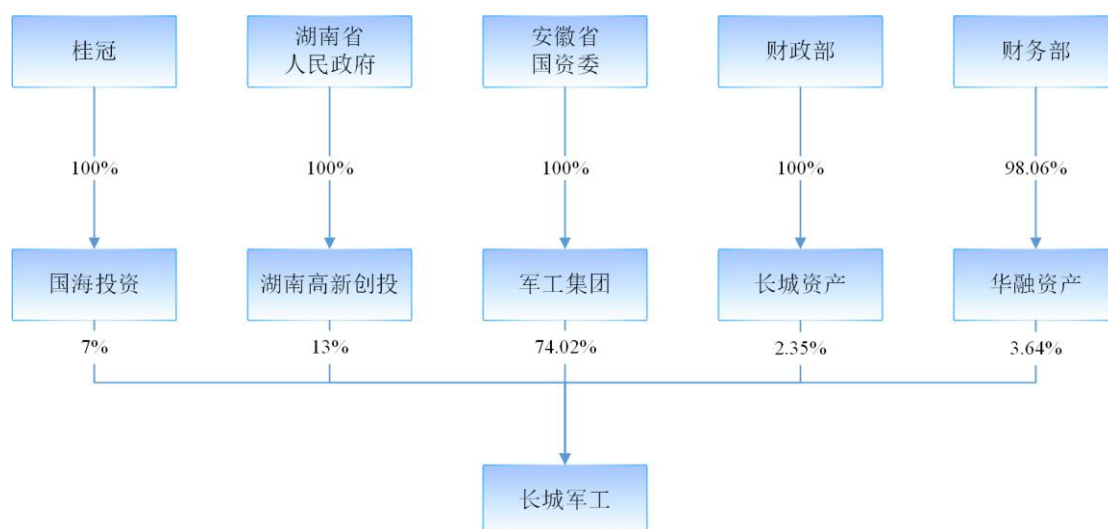 桂冠
湖南省
人民政府
安徽省
国资委
财政部
财务部
100%
100%
100%
100%
98.06%
国海投资
湖南高新创投
军工集团
长城资产
华融资产
7%
13%
74.02%
2.35%
3.64%
长城军工